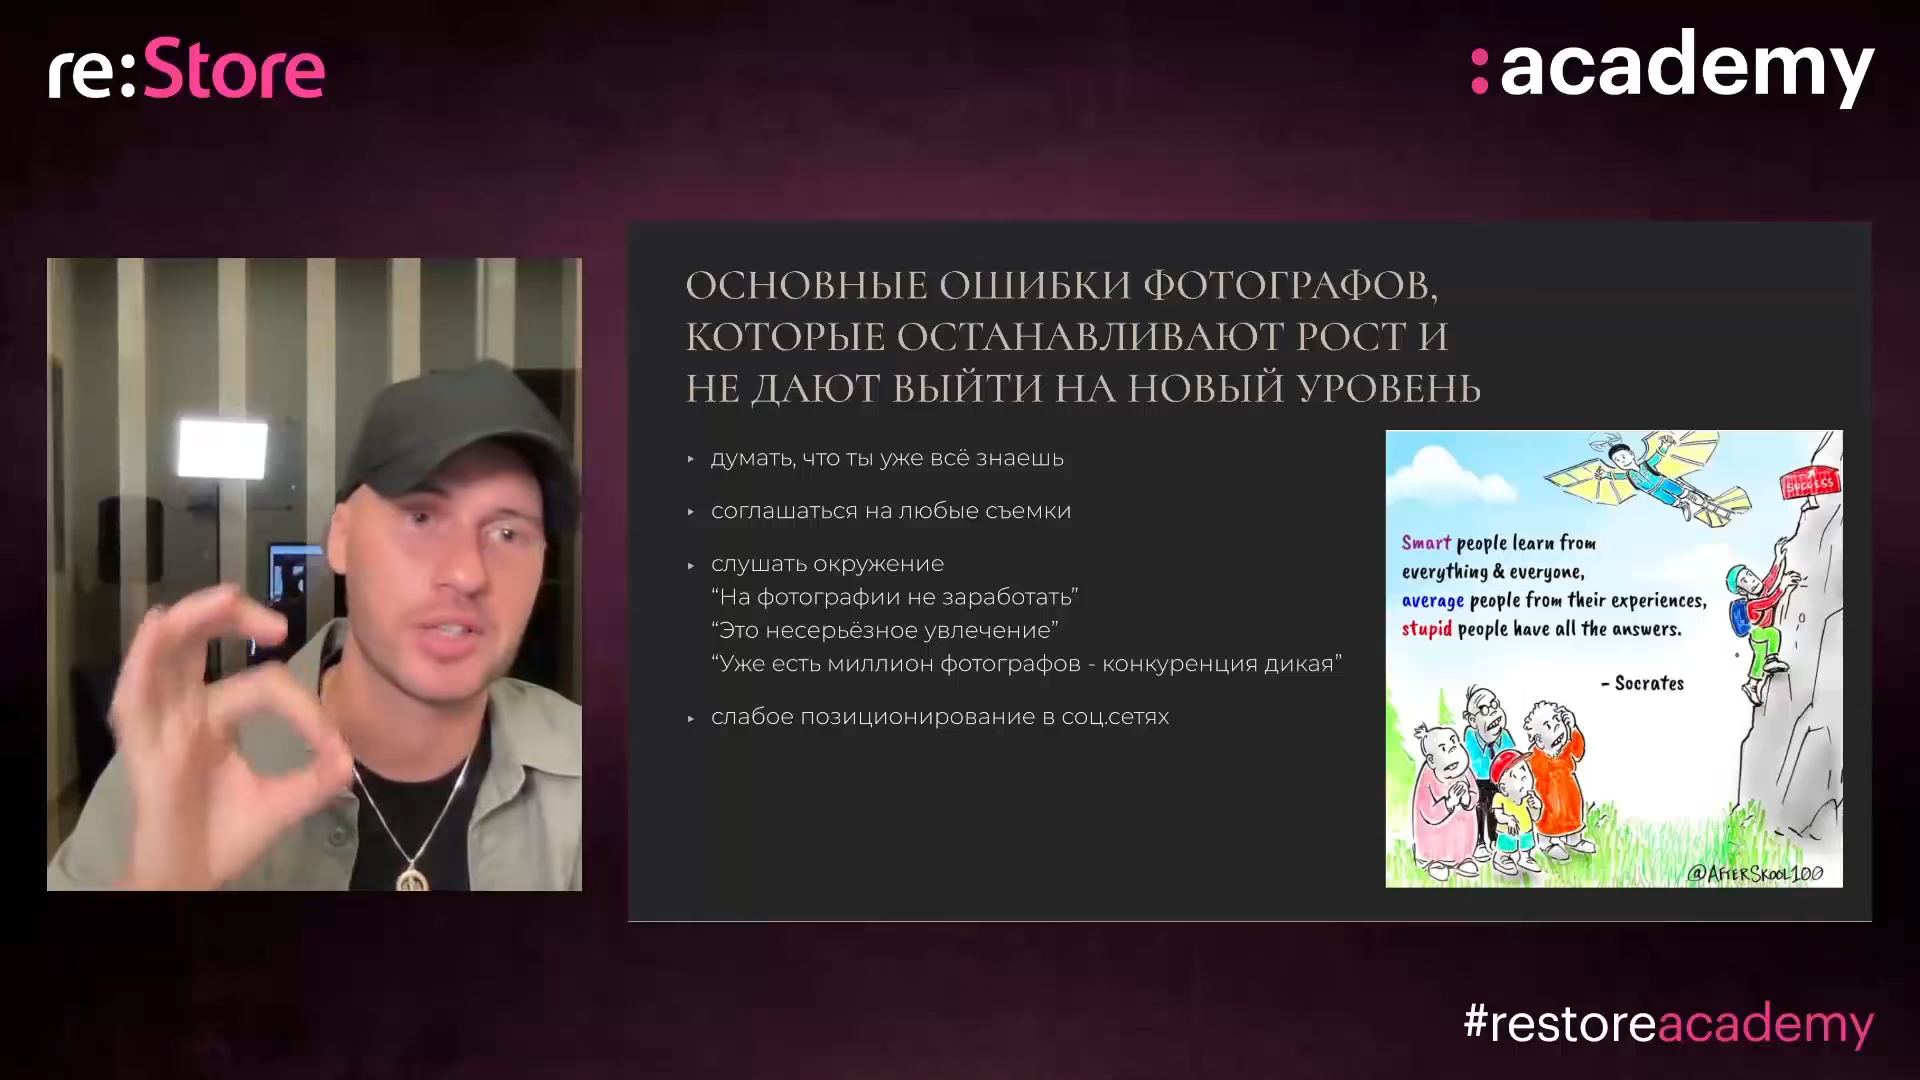 re:Store
:academy
ОСНОВНЫЕ ОШИБКИ ФОТОГРАФОВ,
КОТОРЫЕ ОСТАНАВЛИВАЮТ РОСТ И
НЕ ДАЮТ ВЫЙТИ НА НОВЫЙ УРОВЕНЬ
‣ думать, что ты уже всё знаешь
‣ соглашаться на любые съемки
‣ слушать окружение
“На фотографии не заработать”
“Это несерьёзное увлечение”
“Уже есть миллион фотографов - конкуренция дикая”
‣ слабое позиционирование в соц.сетях
SUCCESS
Smart people learn from
everything & everyone,
average people from their experiences,
stupid people have all the answers.
- Socrates
@AFTERSKOOL100
#restoreacademy